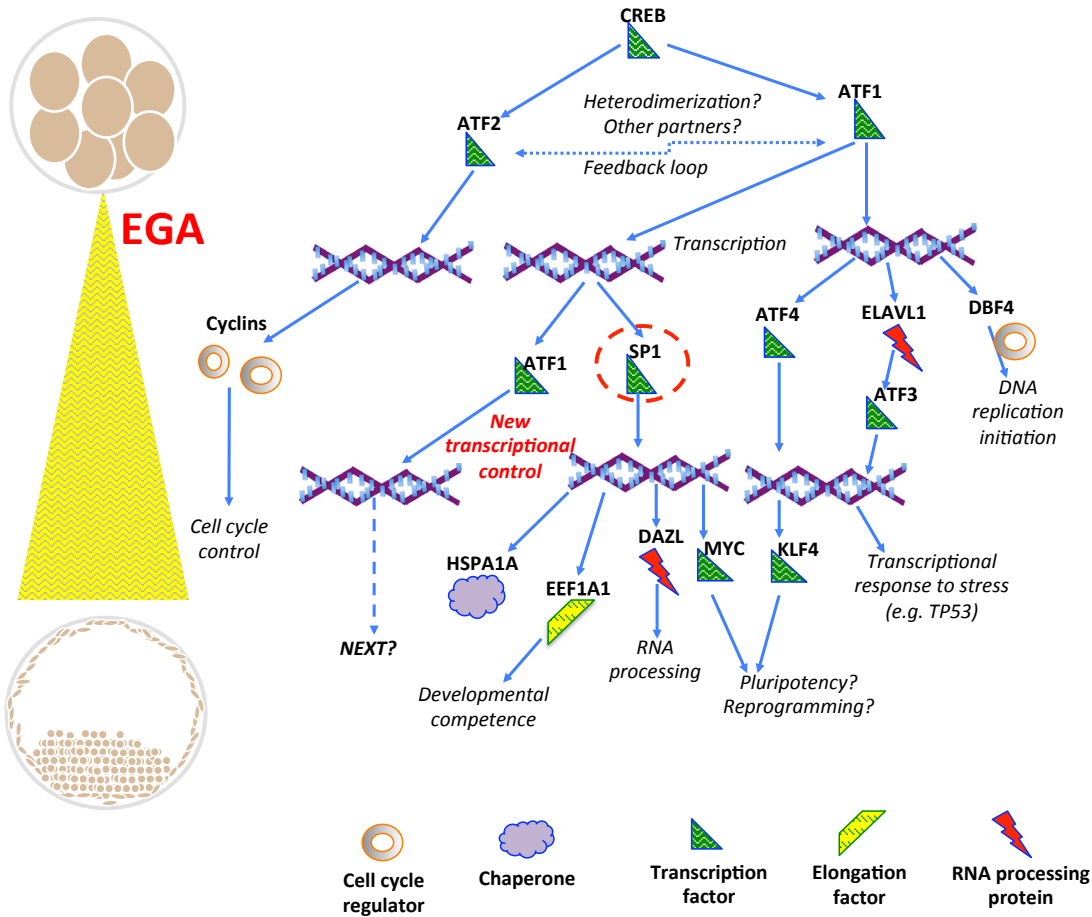 CREB
ATF1
Heterodimerization?
Other partners?
ATF2
Feedback loop
EGA
Transcription
ATF4
ELAVL1
DBF4
Cyclins
SP1
ATF1
ATF3
DNA
replication
initiation
New
transcriptional
control
Cell cycle
control
DAZL
MYC
KLF4
HSPA1A
EEF1A1
Transcriptional
response to stress
(e.g. TP53)
NEXT?
RNA
processing
Developmental
competence
Pluripotency?
Reprogramming?
Cell cycle
regulator
Chaperone
Transcription
factor
Elongation
factor
RNA processing
protein